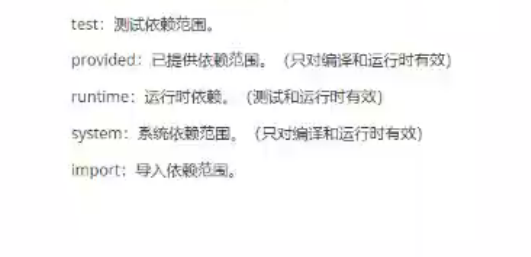 test：测试依赖范围。
provided：已提供依赖范围。（只对编译和运行时有效）
runtime：运行时依赖。（测试和运行时有效）
system：系统依赖范围。（只对编译和运行时有效）
import：导入依赖范围。